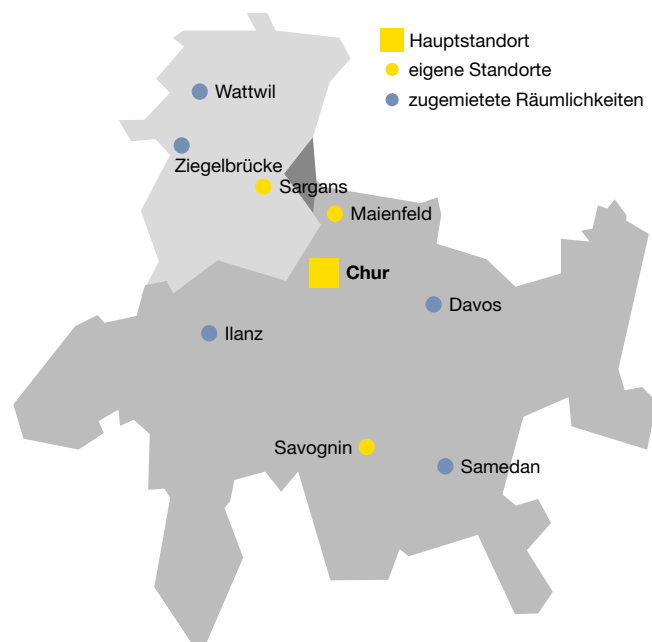 Hauptstandort
eigene Standorte
zugemietete Räumlichkeiten
Wattwil
Ziegelbrücke
Sargans
Maienfeld
Chur
Davos
Ilanz
Savognin
Samedan